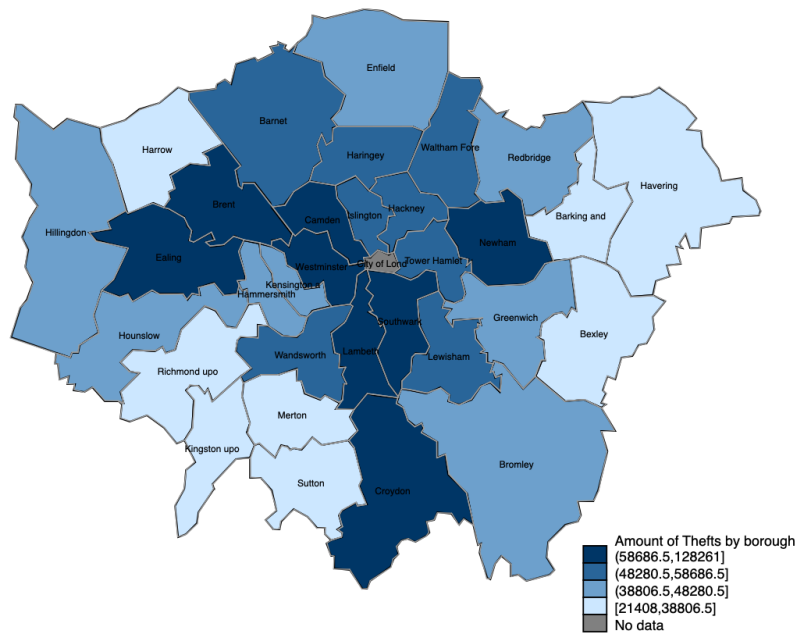 Enfield
Barnet
Harrow
Haringey
Waltham Fore
Redbridge
Havering
Brent
Camden
Islington
Hackney
Barking and
Hillingdon
Ealing
Westminster
City of Lond
Tower Hamlet
Newham
Kensington a
Hammersmith
Hounslow
Southwark
Greenwich
Bexley
Wandsworth
Lambeth
Lewisham
Richmond upo
Merton
Kingston upo
Sutton
Croydon
Bromley
Amount of Thefts by borough
(58686.5,128261]
(48280.5,58686.5]
(38806.5,48280.5]
[21408,38806.5]
No data